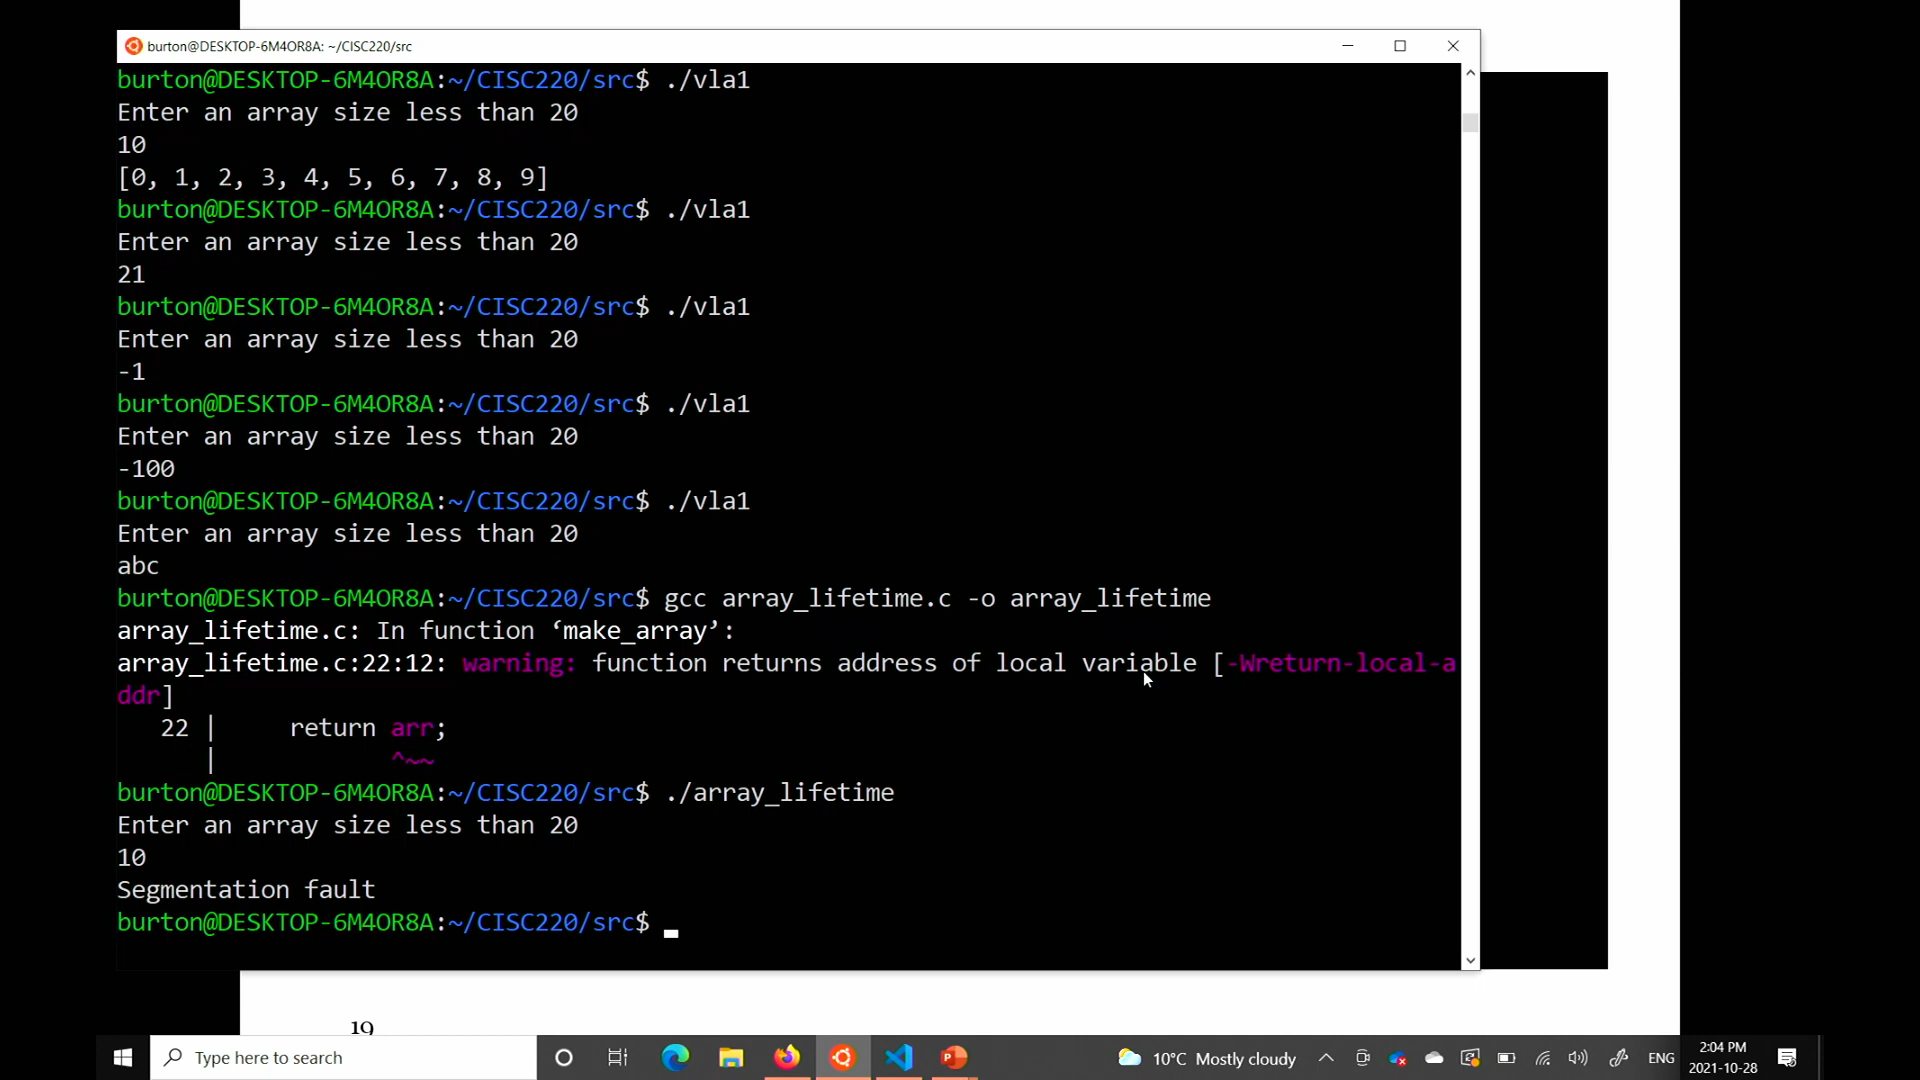 burton@DESKTOP-6M4OR8A: ~/CISC220/src
burton@DESKTOP-6M4OR8A:~/CISC220/src$ ./vla1
Enter an array size less than 20
10
[0, 1, 2, 3, 4, 5, 6, 7, 8, 9]
burton@DESKTOP-6M4OR8A:~/CISC220/src$ ./vla1
Enter an array size less than 20
21
burton@DESKTOP-6M4OR8A:~/CISC220/src$ ./vla1
Enter an array size less than 20
-1
burton@DESKTOP-6M4OR8A:~/CISC220/src$ ./vla1
Enter an array size less than 20
-100
burton@DESKTOP-6M4OR8A:~/CISC220/src$ ./vla1
Enter an array size less than 20
abc
burton@DESKTOP-6M4OR8A:~/CISC220/src$ gcc array_lifetime.c -o array_lifetime
array_lifetime.c: In function ‘make_array’:
array_lifetime.c:22:12: warning: function returns address of local variable [-Wreturn-local-a
ddr]
22 |     return arr;
|            ^~~
burton@DESKTOP-6M4OR8A:~/CISC220/src$ ./array_lifetime
Enter an array size less than 20
10
Segmentation fault
burton@DESKTOP-6M4OR8A:~/CISC220/src$
19
Type here to search
10°C Mostly cloudy
ENG
2:04 PM
2021-10-28